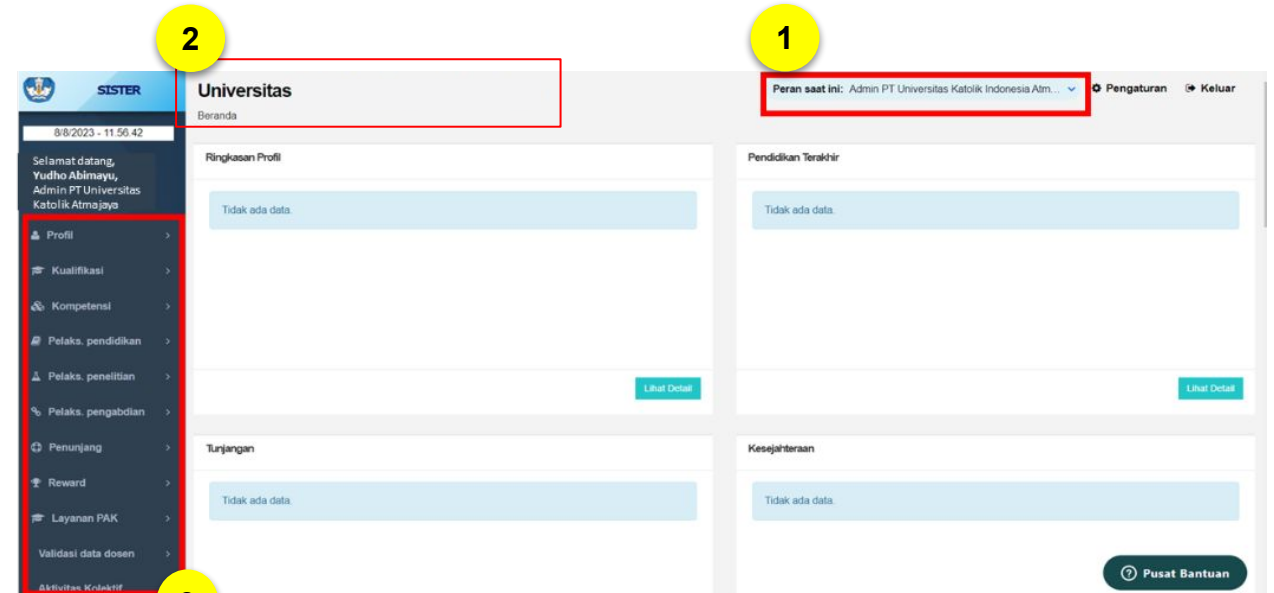 2
1
SISTER
8/8/2023 - 11.56.42
Selamat datang,
Yudho Abimayu,
Admin PT Universitas
Katolik Atmajaya
Profil
Kualifikasi
Kompetensi
Pelaks. pendidikan
Pelaks. penelitian
Pelaks. pengabdian
Penunjang
Reward
Layanan PAK
Validasi data dosen
Aktivitas Kolektif
Universitas
Beranda
Peran saat ini: Admin PT Universitas Katolik Indonesia Atm...
Pengaturan
Keluar
Ringkasan Profil
Tidak ada data.
Lihat Detail
Pendidikan Terakhir
Tidak ada data.
Lihat Detail
Tunjangan
Tidak ada data.
Kesejahteraan
Tidak ada data.
Pusat Bantuan